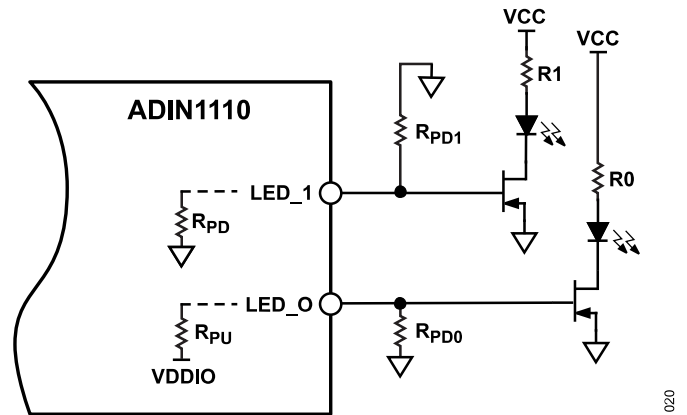 VCC
VCC
R1
ADIN1110
RPD1
R0
LED_1
RPD
LED_O
RPU
RPD0
VDDIO
020